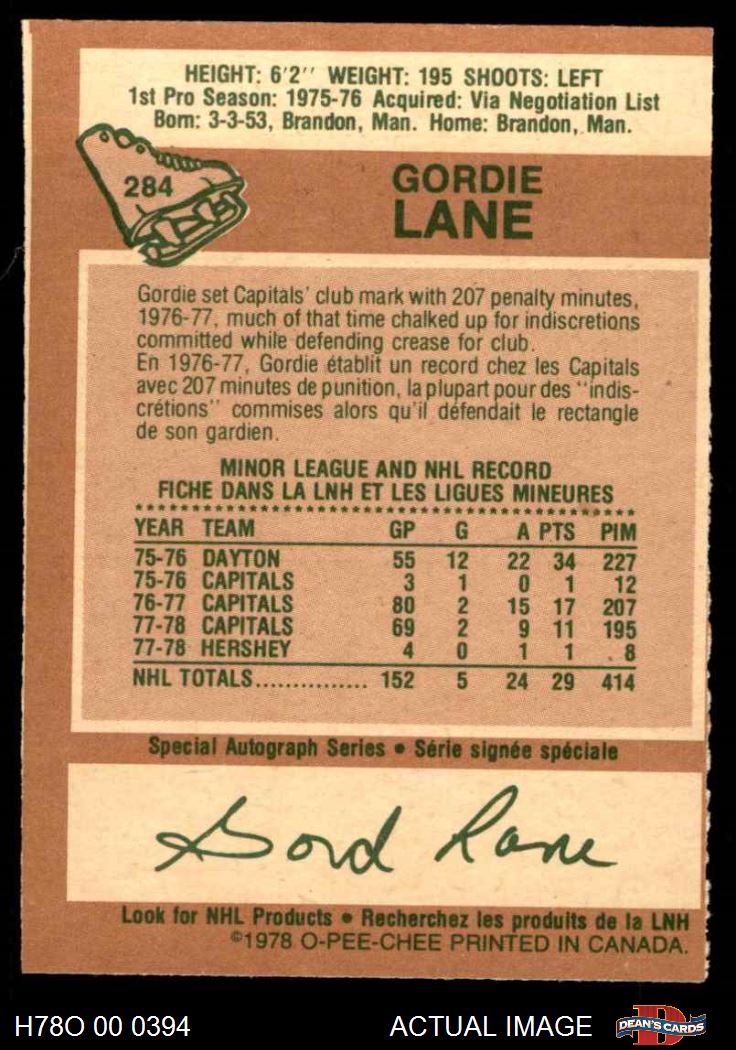 HEIGHT: 6'2'' WEIGHT: 195 SHOOTS: LEFT
1st Pro Season: 1975-76 Acquired: Via Negotiation List
Born: 3-3-53, Brandon, Man. Home: Brandon, Man.
284
GORDIE
LANE
Gordie set Capitals' club mark with 207 penalty minutes,
1976-77, much of that time chalked up for indiscretions
committed while defending crease for club.
En 1976-77, Gordie établit un record chez les Capitals
avec 207 minutes de punition, la plupart pour des ''indis-
crétions'' commises alors qu'il défendait le rectangle
de son gardien.
MINOR LEAGUE AND NHL RECORD
FICHE DANS LA LNH ET LES LIGUES MINEURES
YEAR TEAM GP G A PTS PIM
75-76 DAYTON 55 12 22 34 227
75-76 CAPITALS 3 1 0 1 12
76-77 CAPITALS 80 2 15 17 207
77-78 CAPITALS 69 2 9 11 195
77-78 HERSHEY 4 0 1 1 8
NHL TOTALS............... 152 5 24 29 414
Special Autograph Series • Série signée spéciale
Gord Lane
Look for NHL Products • Recherchez les produits de la LNH
©1978 O-PEE-CHEE PRINTED IN CANADA.
H78O 00 0394 ACTUAL IMAGE DEAN'S CARDS